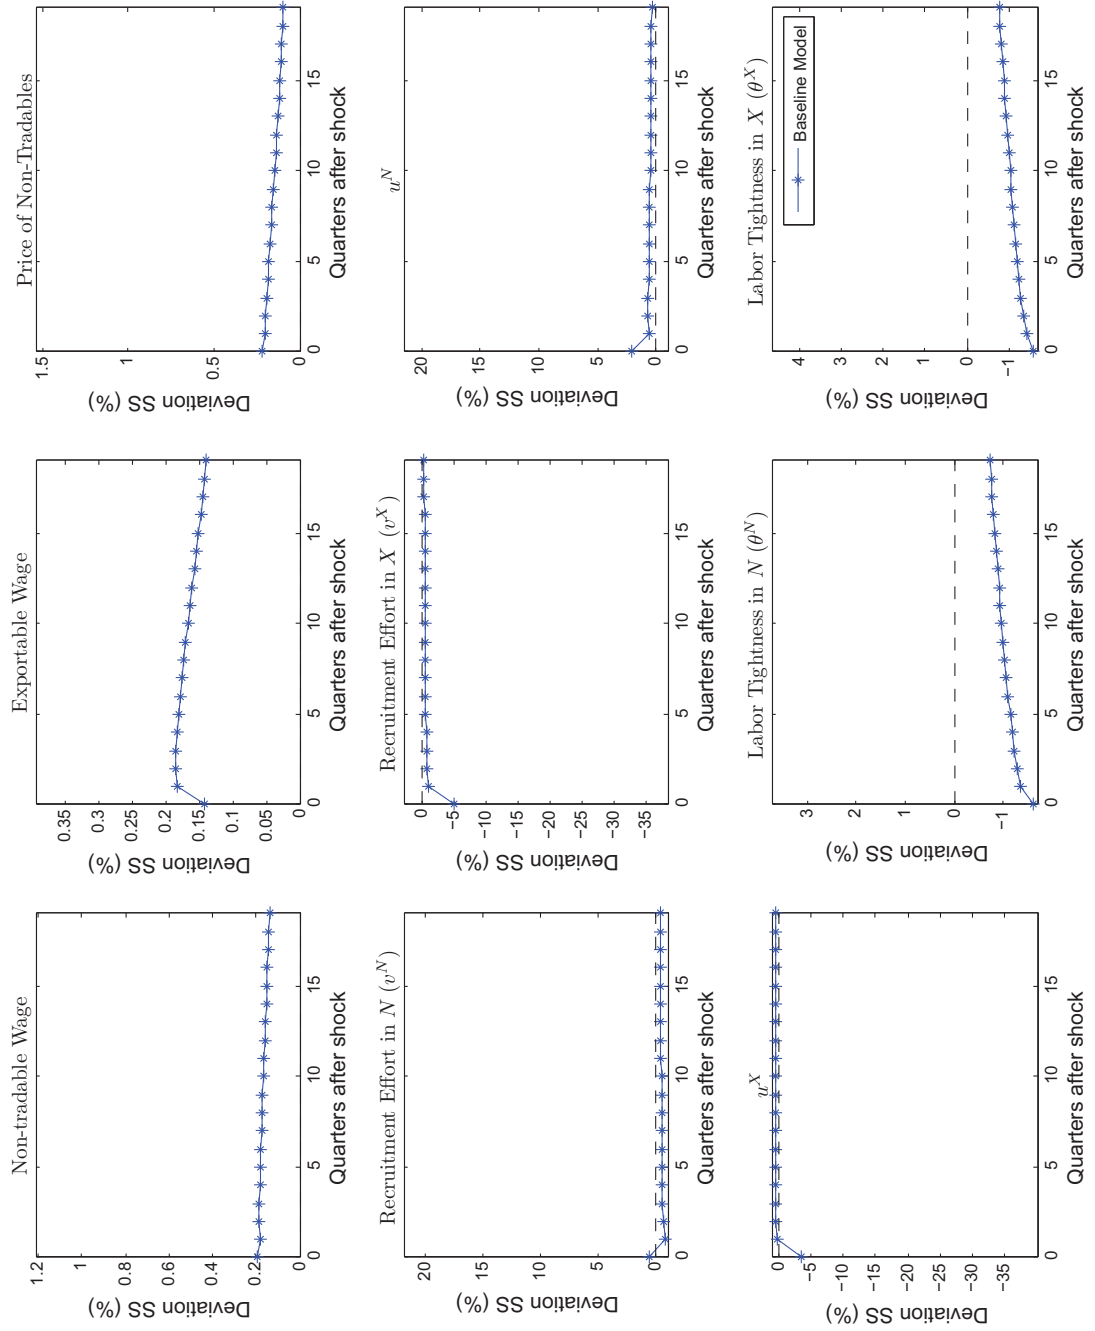 Non-tradable Wage
Deviation SS (%)
1.2
1
0.8
0.6
0.4
0.2
0
0 5 10 15
Quarters after shock
Exportable Wage
Deviation SS (%)
0.35
0.3
0.25
0.2
0.15
0.1
0.05
0
0 5 10 15
Quarters after shock
Price of Non-Tradables
Deviation SS (%)
1.5
1
0.5
0
0 5 10 15
Quarters after shock
Recruitment Effort in N (v^N)
Deviation SS (%)
20
15
10
5
0
0 5 10 15
Quarters after shock
Recruitment Effort in X (v^X)
Deviation SS (%)
0
−5
−10
−15
−20
−25
−30
−35
0 5 10 15
Quarters after shock
u^N
Deviation SS (%)
20
15
10
5
0
0 5 10 15
Quarters after shock
u^X
Deviation SS (%)
0
−5
−10
−15
−20
−25
−30
−35
0 5 10 15
Quarters after shock
Labor Tightness in N (θ^N)
Deviation SS (%)
3
2
1
0
−1
0 5 10 15
Quarters after shock
Labor Tightness in X (θ^X)
Deviation SS (%)
4
3
2
1
0
−1
Baseline Model
0 5 10 15
Quarters after shock